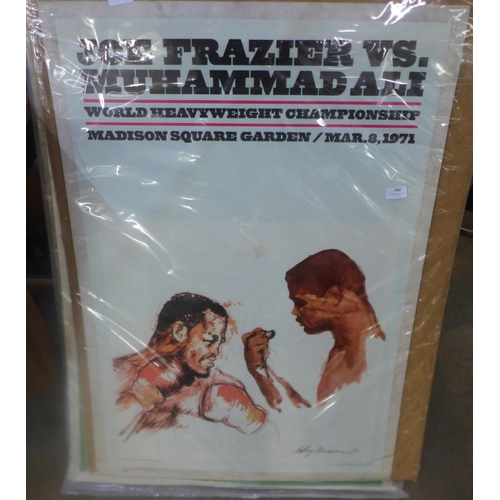 JOE FRAZIER VS.
MUHAMMAD ALI
WORLD HEAVYWEIGHT CHAMPIONSHIP
MADISON SQUARE GARDEN / MAR. 8, 1971